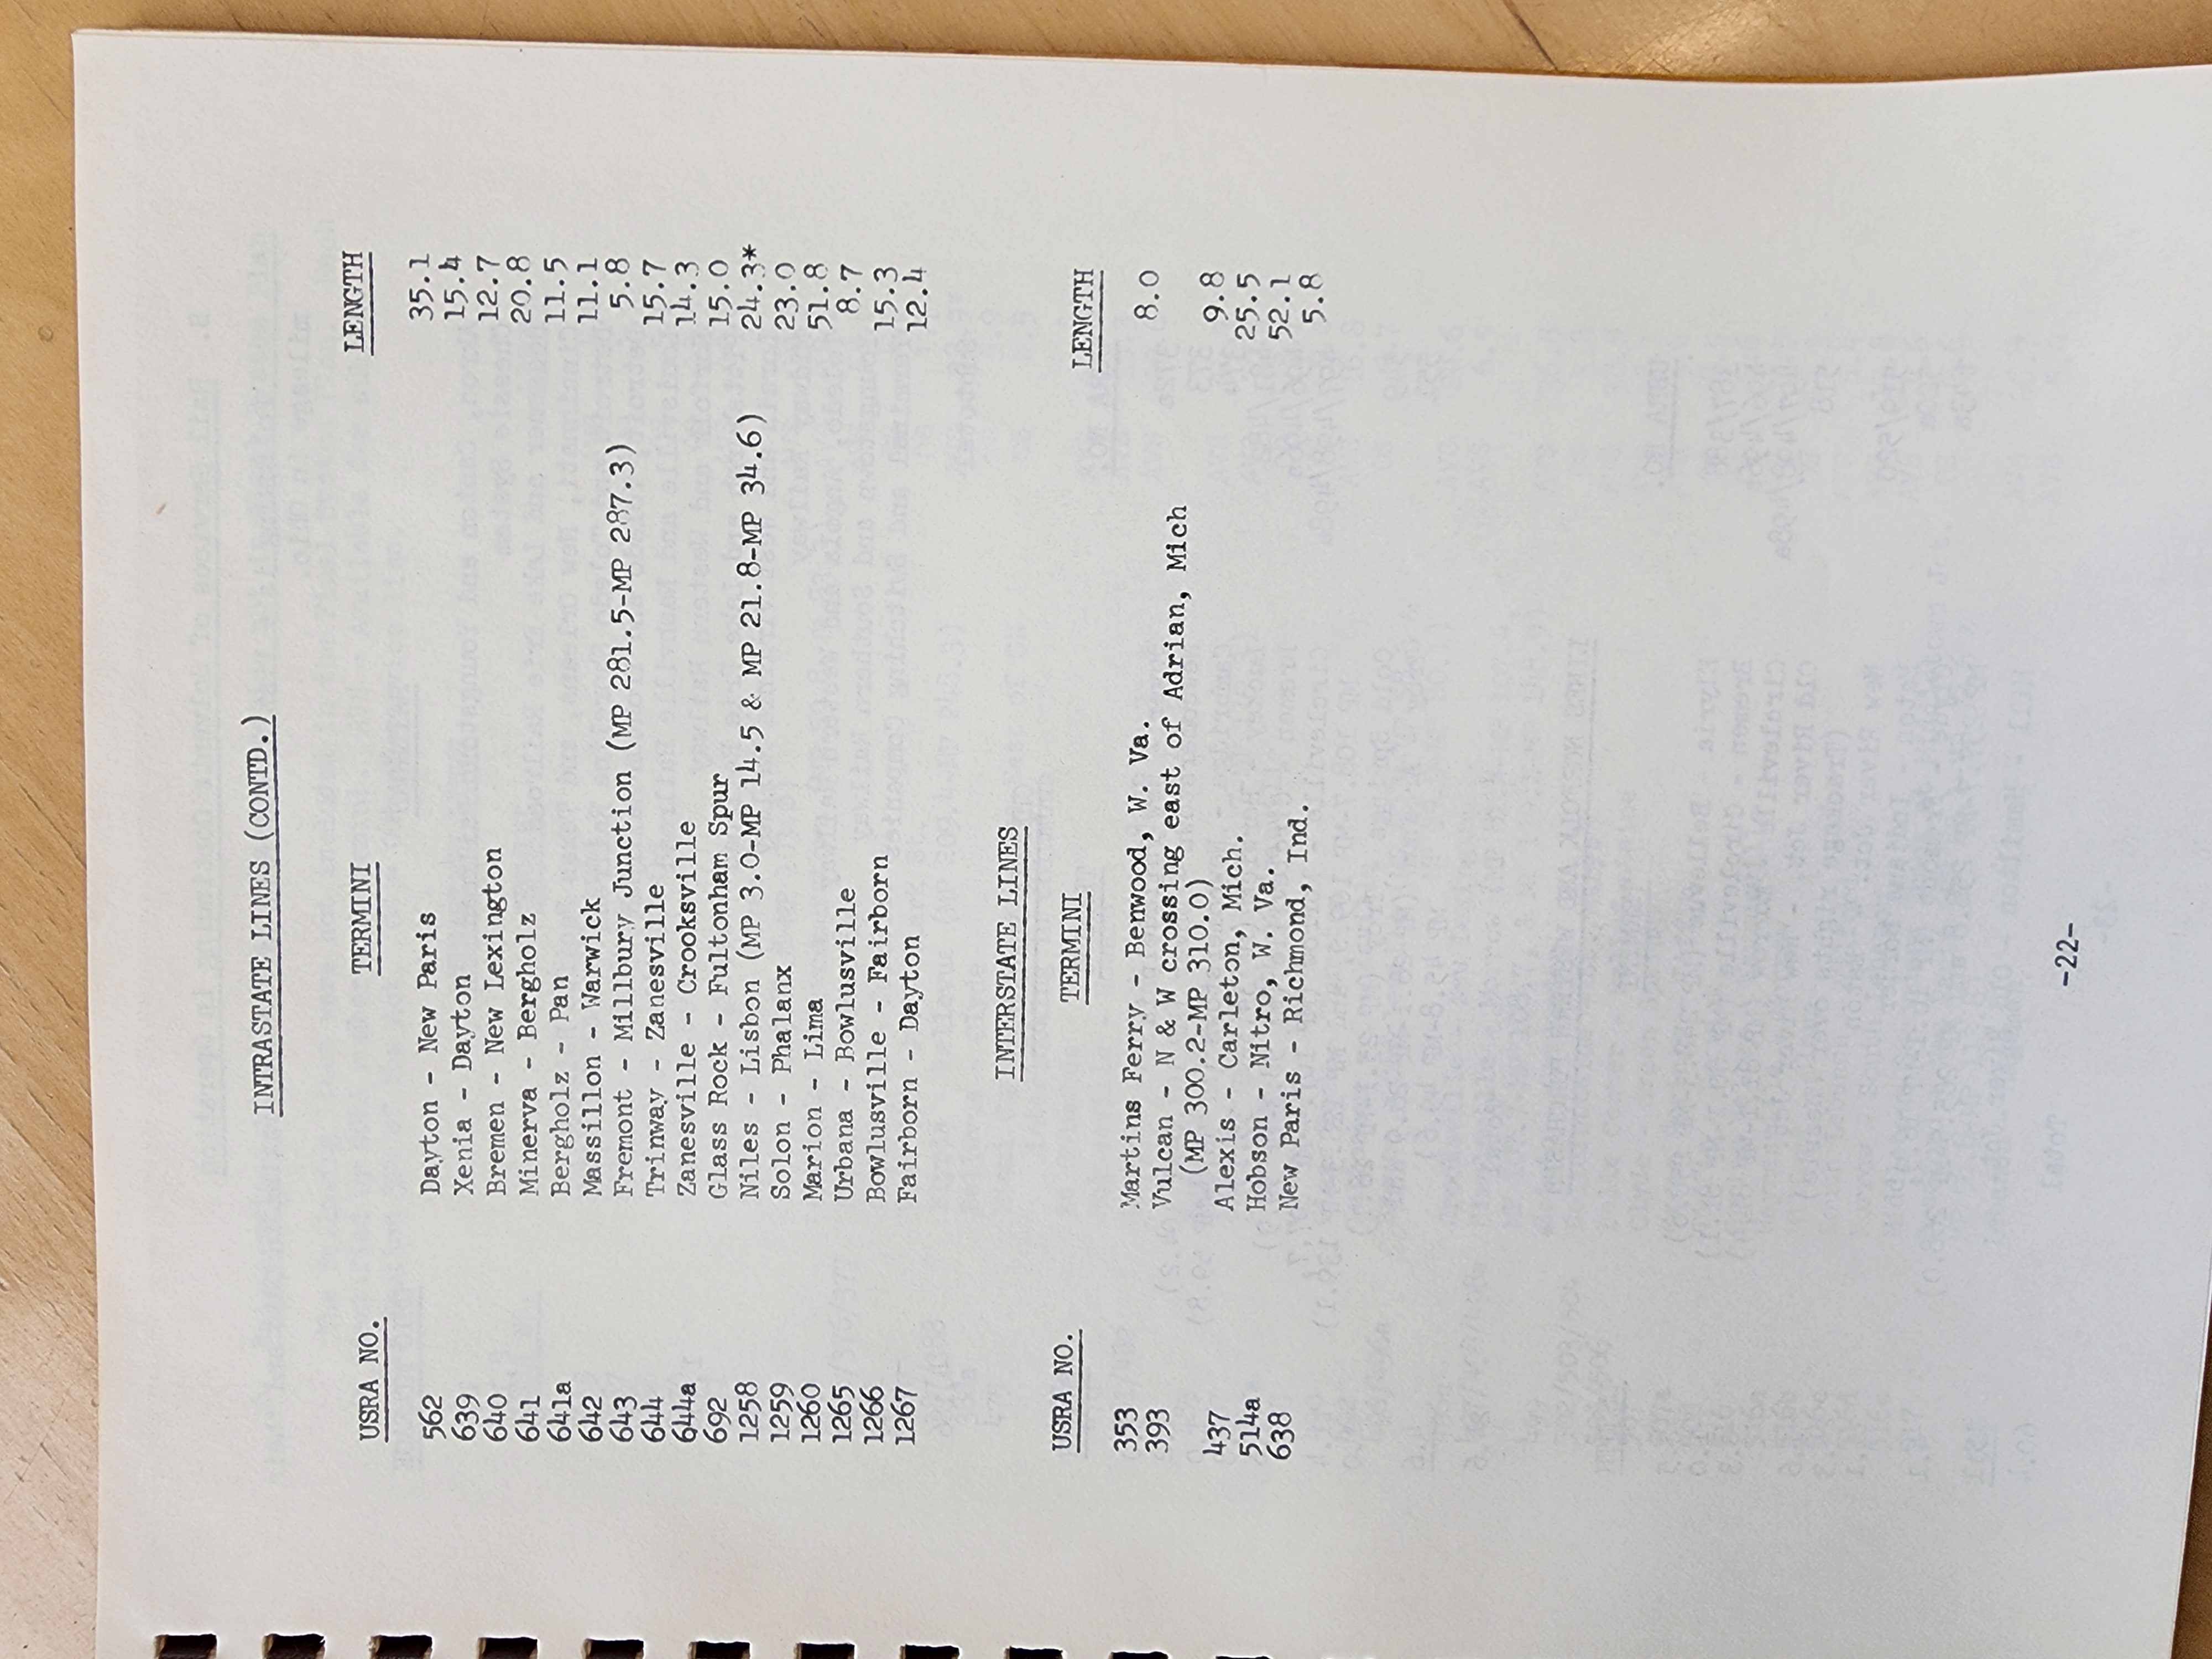 INTRASTATE LINES (CONTD.)
USRA NO. TERMINI LENGTH
562 Dayton - New Paris 35.1
639 Xenia - Dayton 15.4
640 Bremen - New Lexington 12.7
641 Minerva - Bergholz 20.8
641a Bergholz - Pan 11.5
642 Massillon - Warwick 11.1
643 Fremont - Millbury Junction (MP 281.5-MP 287.3) 5.8
644 Trinway - Zanesville 15.7
644a Zanesville - Crooksville 14.3
692 Glass Rock - Fultonham Spur 15.0
1258 Niles - Lisbon (MP 3.0-MP 14.5 & MP 21.8-MP 34.6) 24.3*
1259 Solon - Phalanx 23.0
1260 Marion - Lima 51.8
1265 Urbana - Bowlusville 8.7
1266 Bowlusville - Fairborn 15.3
1267 Fairborn - Dayton 12.4
INTERSTATE LINES
USRA NO. TERMINI LENGTH
353 Martins Ferry - Benwood, W. Va. 8.0
393 Vulcan - N & W crossing east of Adrian, Mich
(MP 300.2-MP 310.0) 9.8
437 Alexis - Carleton, Mich. 25.5
514a Hobson - Nitro, W. Va. 52.1
638 New Paris - Richmond, Ind. 5.8
-22-